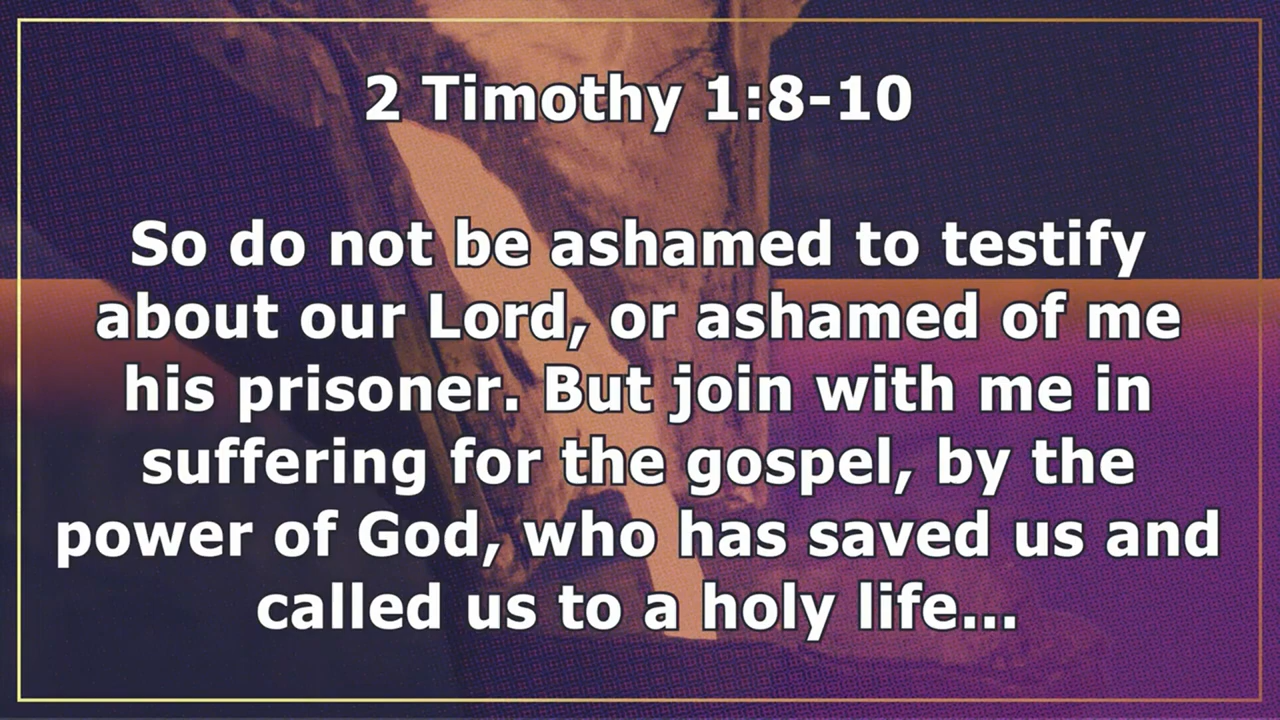 2 Timothy 1:8-10
So do not be ashamed to testify
about our Lord, or ashamed of me
his prisoner. But join with me in
suffering for the gospel, by the
power of God, who has saved us and
called us to a holy life...